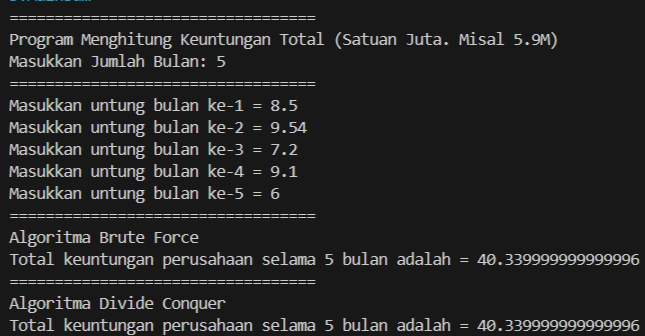 ==================================
Program Menghitung Keuntungan Total (Satuan Juta. Misal 5.9M)
Masukkan Jumlah Bulan: 5
==================================
Masukkan untung bulan ke-1 = 8.5
Masukkan untung bulan ke-2 = 9.54
Masukkan untung bulan ke-3 = 7.2
Masukkan untung bulan ke-4 = 9.1
Masukkan untung bulan ke-5 = 6
==================================
Algoritma Brute Force
Total keuntungan perusahaan selama 5 bulan adalah = 40.339999999999996
==================================
Algoritma Divide Conquer
Total keuntungan perusahaan selama 5 bulan adalah = 40.339999999999996